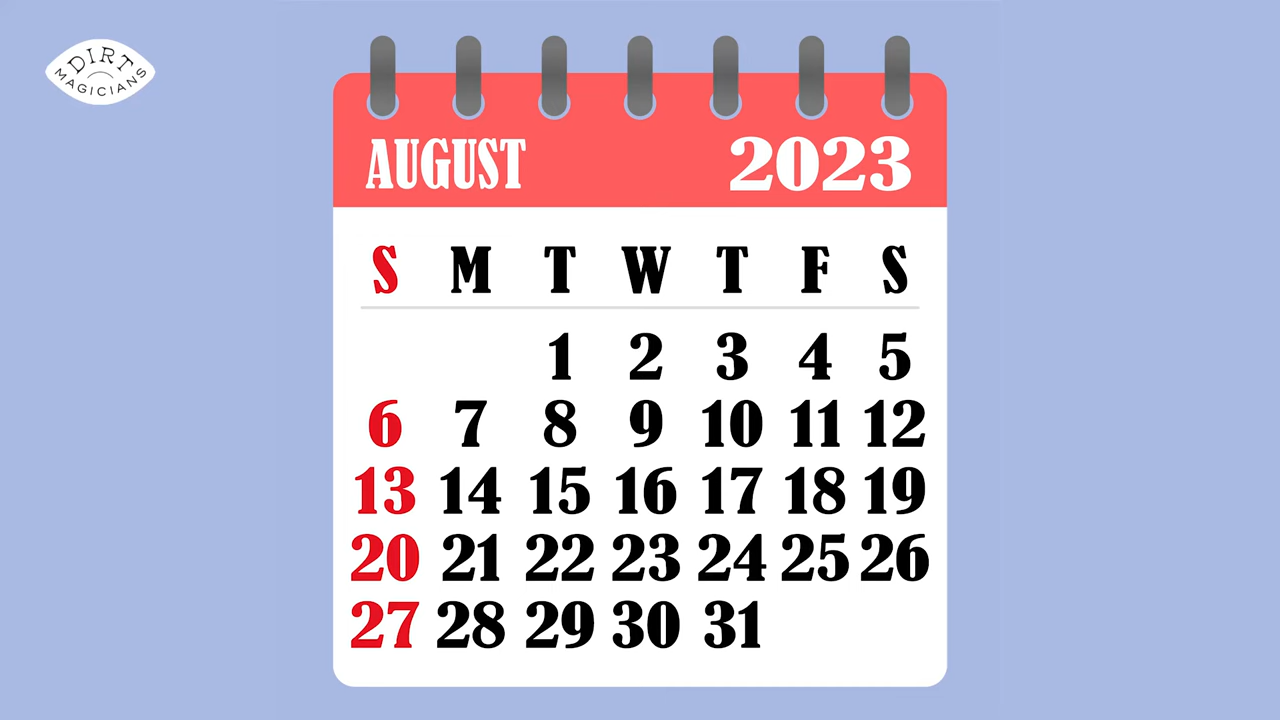 DIRT
MAGICIANS
AUGUST 2023
S M T W T F S
1 2 3 4 5
6 7 8 9 10 11 12
13 14 15 16 17 18 19
20 21 22 23 24 25 26
27 28 29 30 31